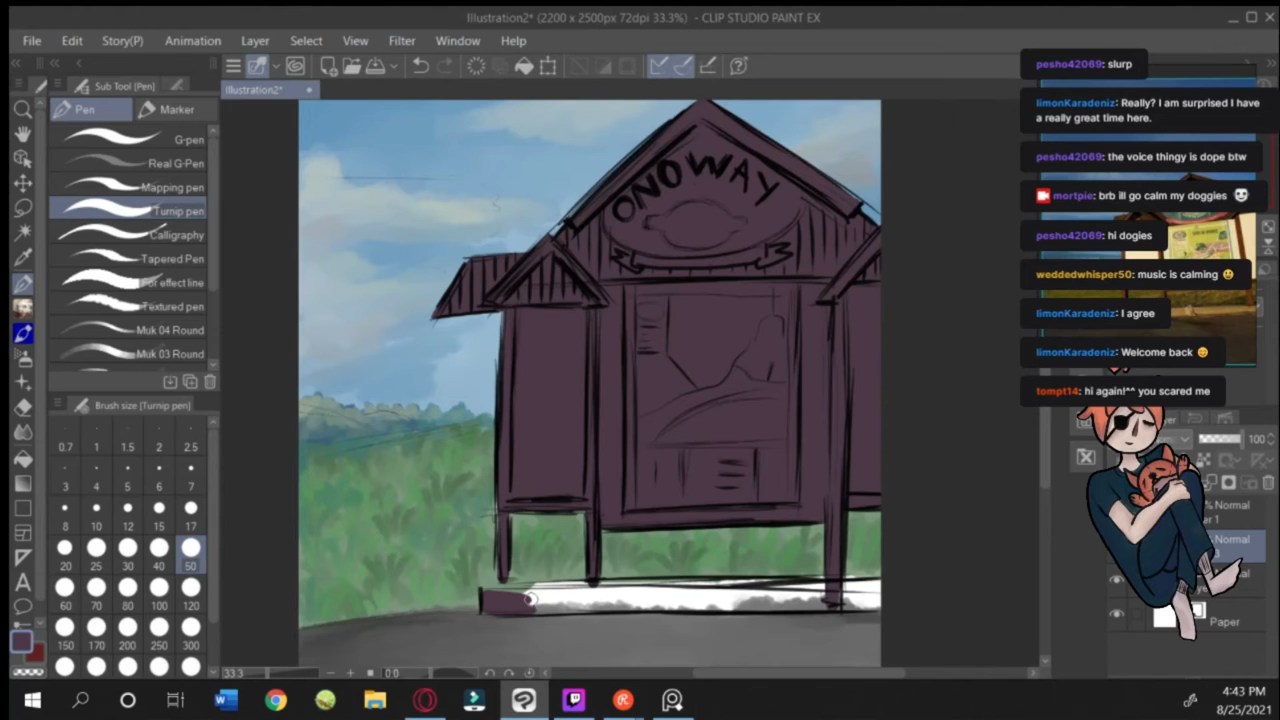 Illustration2* (2200 x 2500px 72dpi 33.3%) - CLIP STUDIO PAINT EX
File Edit Story(P) Animation Layer Select View Filter Window Help
Sub Tool [Pen]
Illustration2*
Pen Marker
G-pen
Real G-Pen
Mapping pen
Turnip pen
Calligraphy
Tapered Pen
For effect line
Textured pen
Muk 04 Round
Muk 03 Round
Brush size [Turnip pen]
0.7 1 1.5 2 2.5
3 4 5 6 7
8 10 12 15 17
20 25 30 40 50
60 70 80 100 120
150 170 200 250 300
ONOWAY
pesho42069: slurp
limonKaradeniz: Really? I am surprised I have
a really great time here.
pesho42069: the voice thingy is dope btw
mortpie: brb ill go calm my doggies
pesho42069: hi dogies
weddedwhisper50: music is calming
limonKaradeniz: I agree
limonKaradeniz: Welcome back
tompt14: hi again!^^ you scared me
100
% Normal
% Normal
Paper
33.3
4:43 PM
8/25/2021